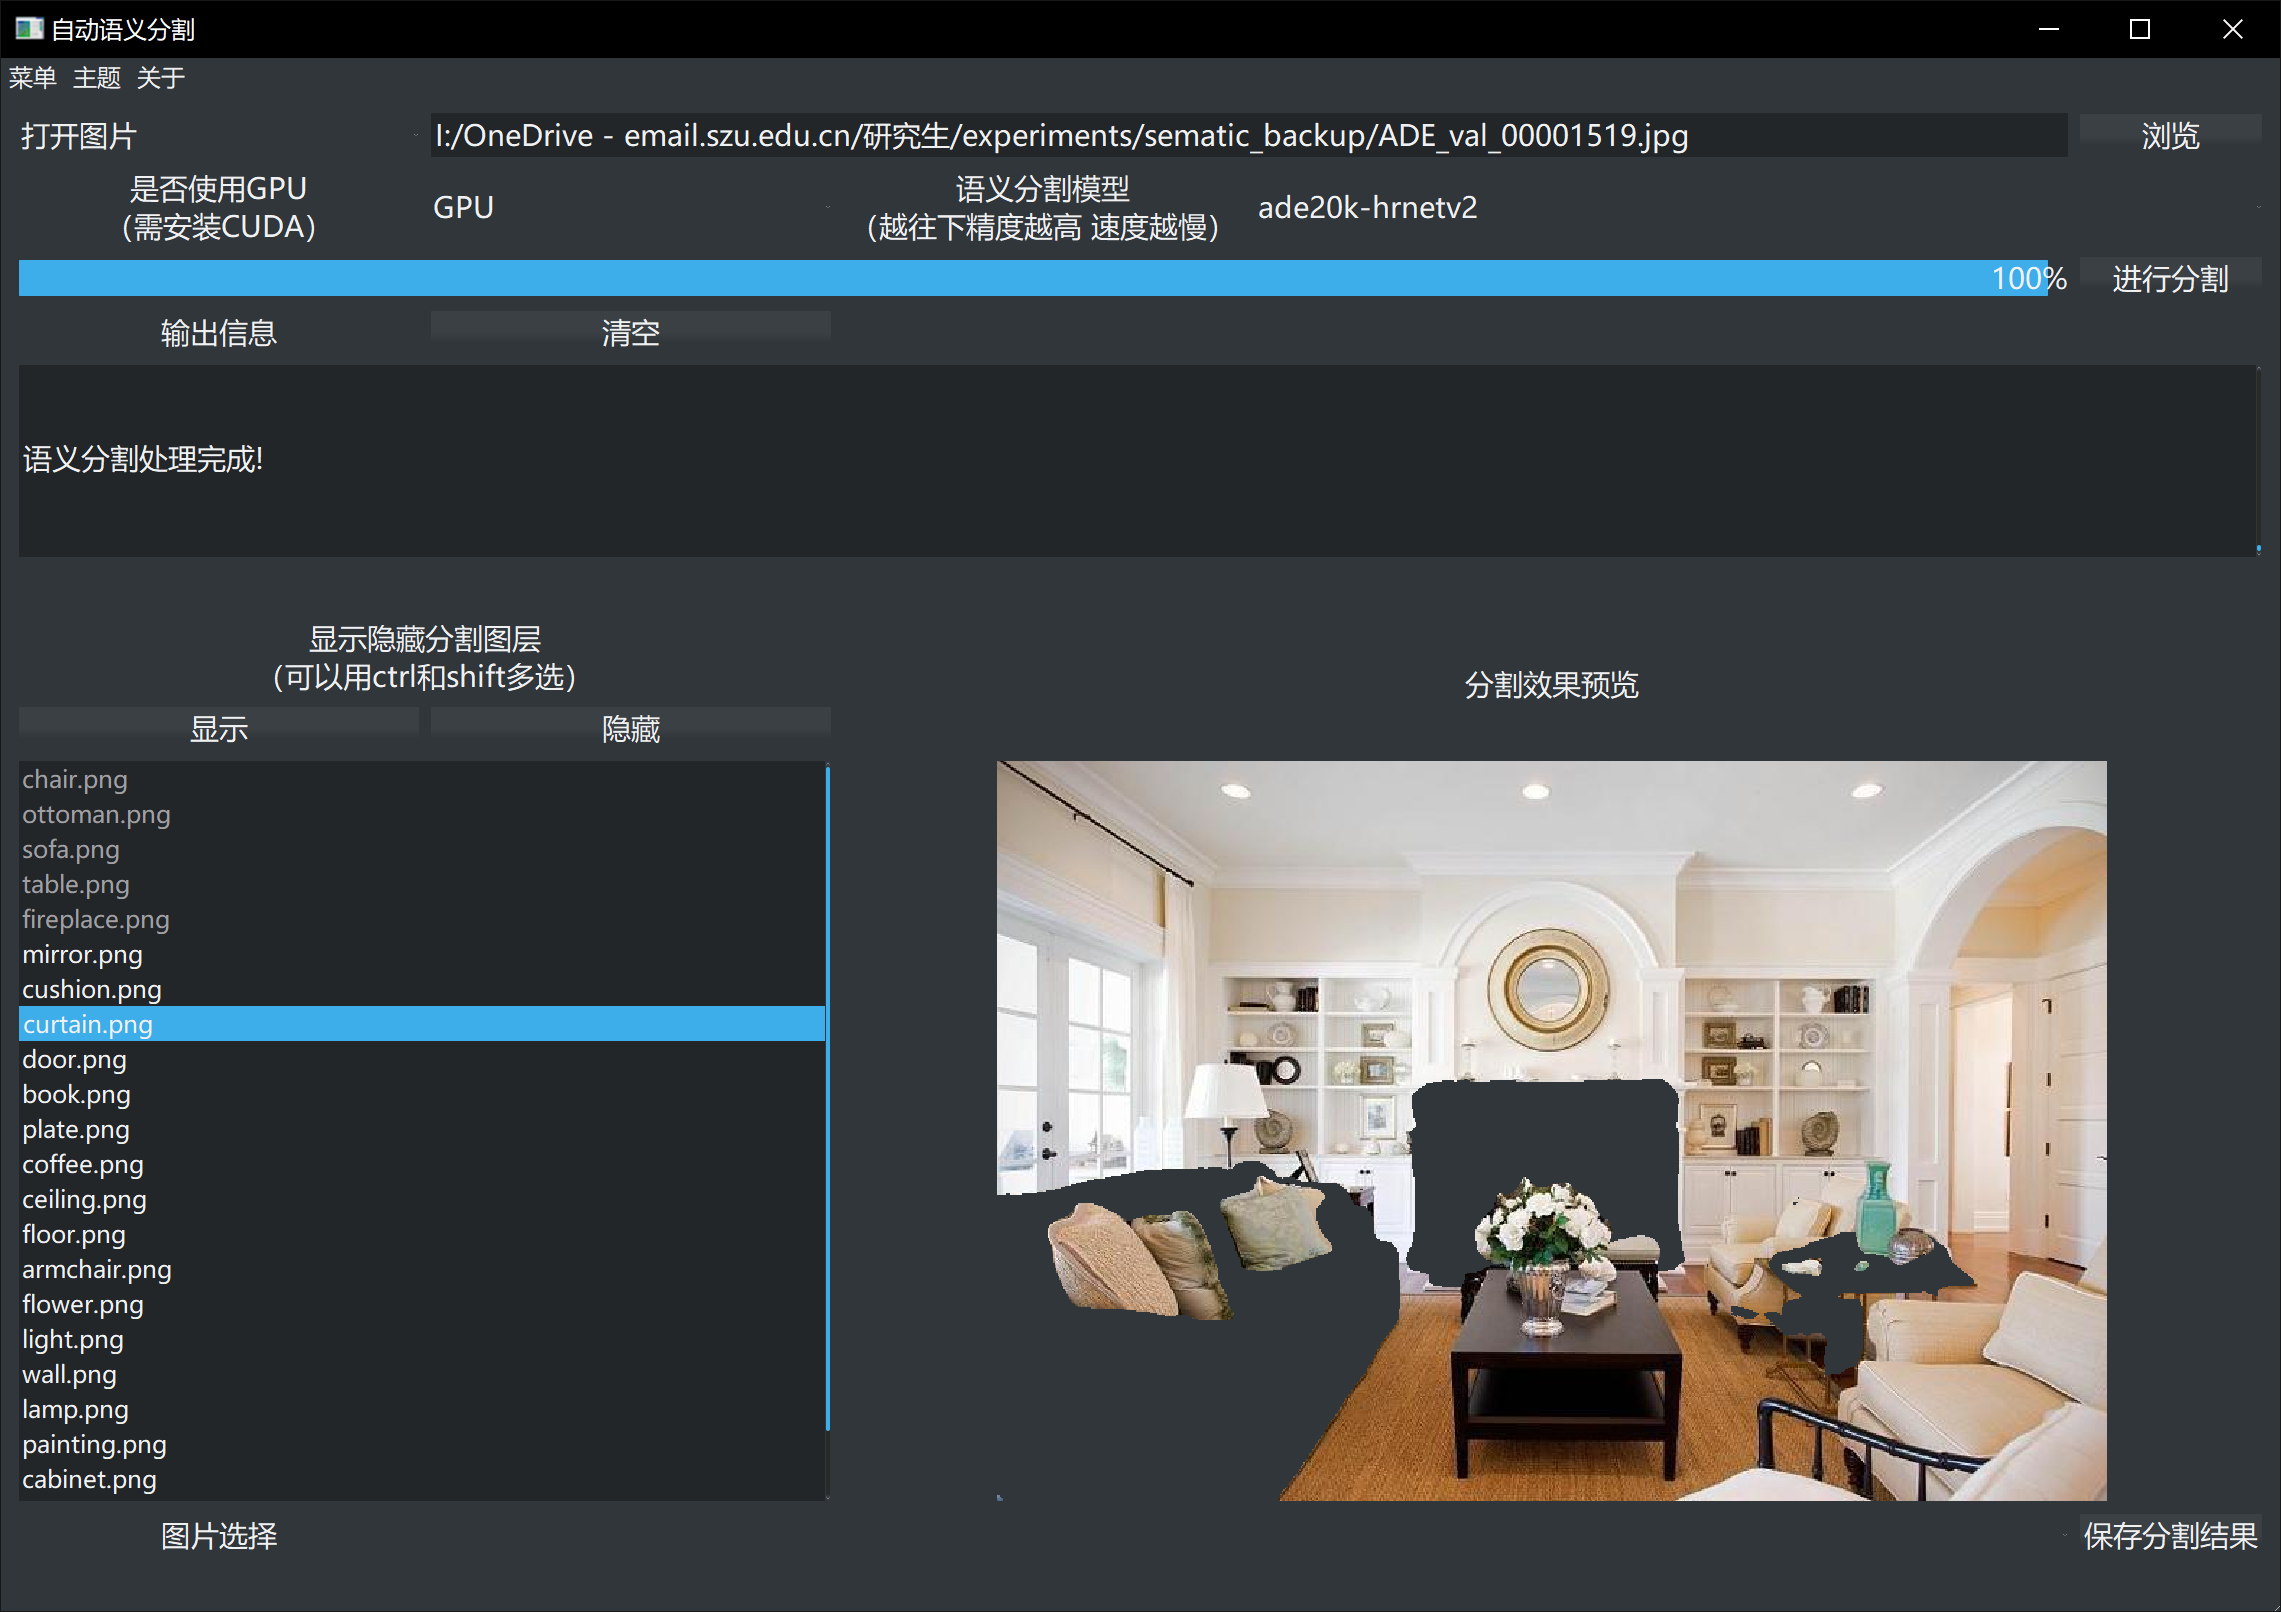 自动语义分割
菜单 主题 关于
打开图片
I:/OneDrive - email.szu.edu.cn/研究生/experiments/sematic_backup/ADE_val_00001519.jpg
浏览
是否使用GPU
（需安装CUDA）
GPU
语义分割模型
（越往下精度越高 速度越慢）
ade20k-hrnetv2
100%
进行分割
输出信息
清空
语义分割处理完成!
显示隐藏分割图层
（可以用ctrl和shift多选）
分割效果预览
显示
隐藏
chair.png
ottoman.png
sofa.png
table.png
fireplace.png
mirror.png
cushion.png
curtain.png
door.png
book.png
plate.png
coffee.png
ceiling.png
floor.png
armchair.png
flower.png
light.png
wall.png
lamp.png
painting.png
cabinet.png
图片选择
保存分割结果